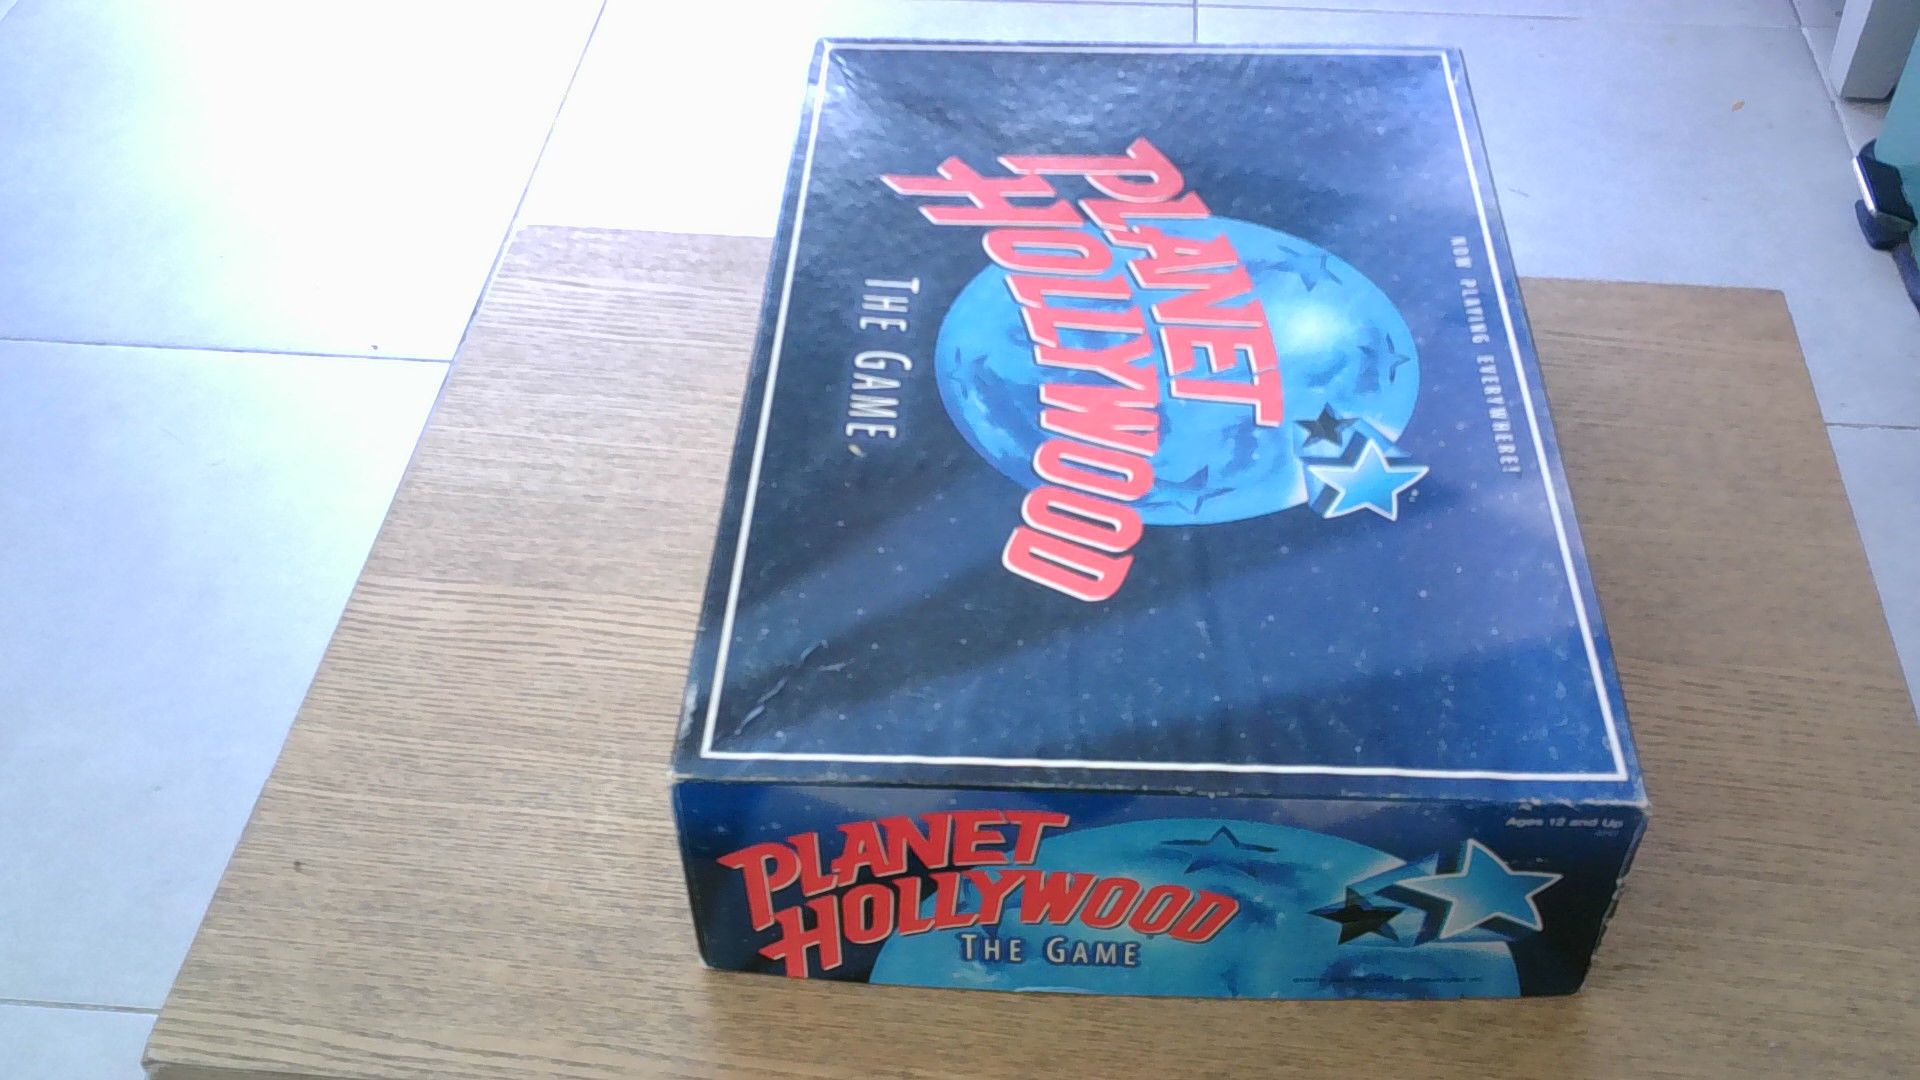 NOW PLAYING EVERYWHERE!
PLANET
HOLLYWOOD
THE GAME.
Ages 12 and Up
PLANET
HOLLYWOOD
THE GAME